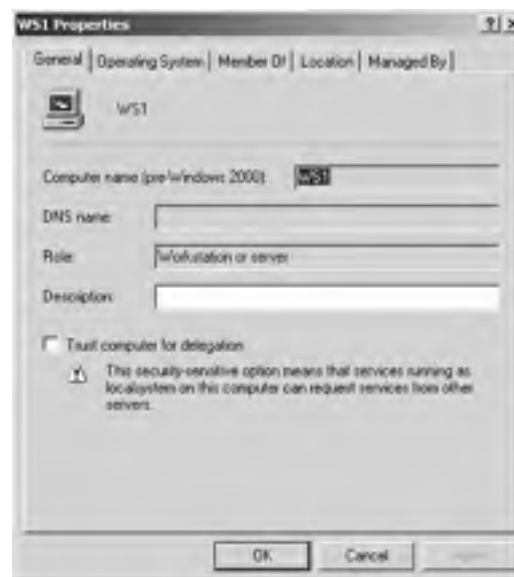 WS1 Properties
General
Operating System
Member Of
Location
Managed By
WS1
Computer name (pre-Windows 2000):
WS1
DNS name:
Role:
Workstation or server
Description:
Trust computer for delegation
This security-sensitive option means that services running as
localsystem on this computer can request services from other
servers.
OK
Cancel